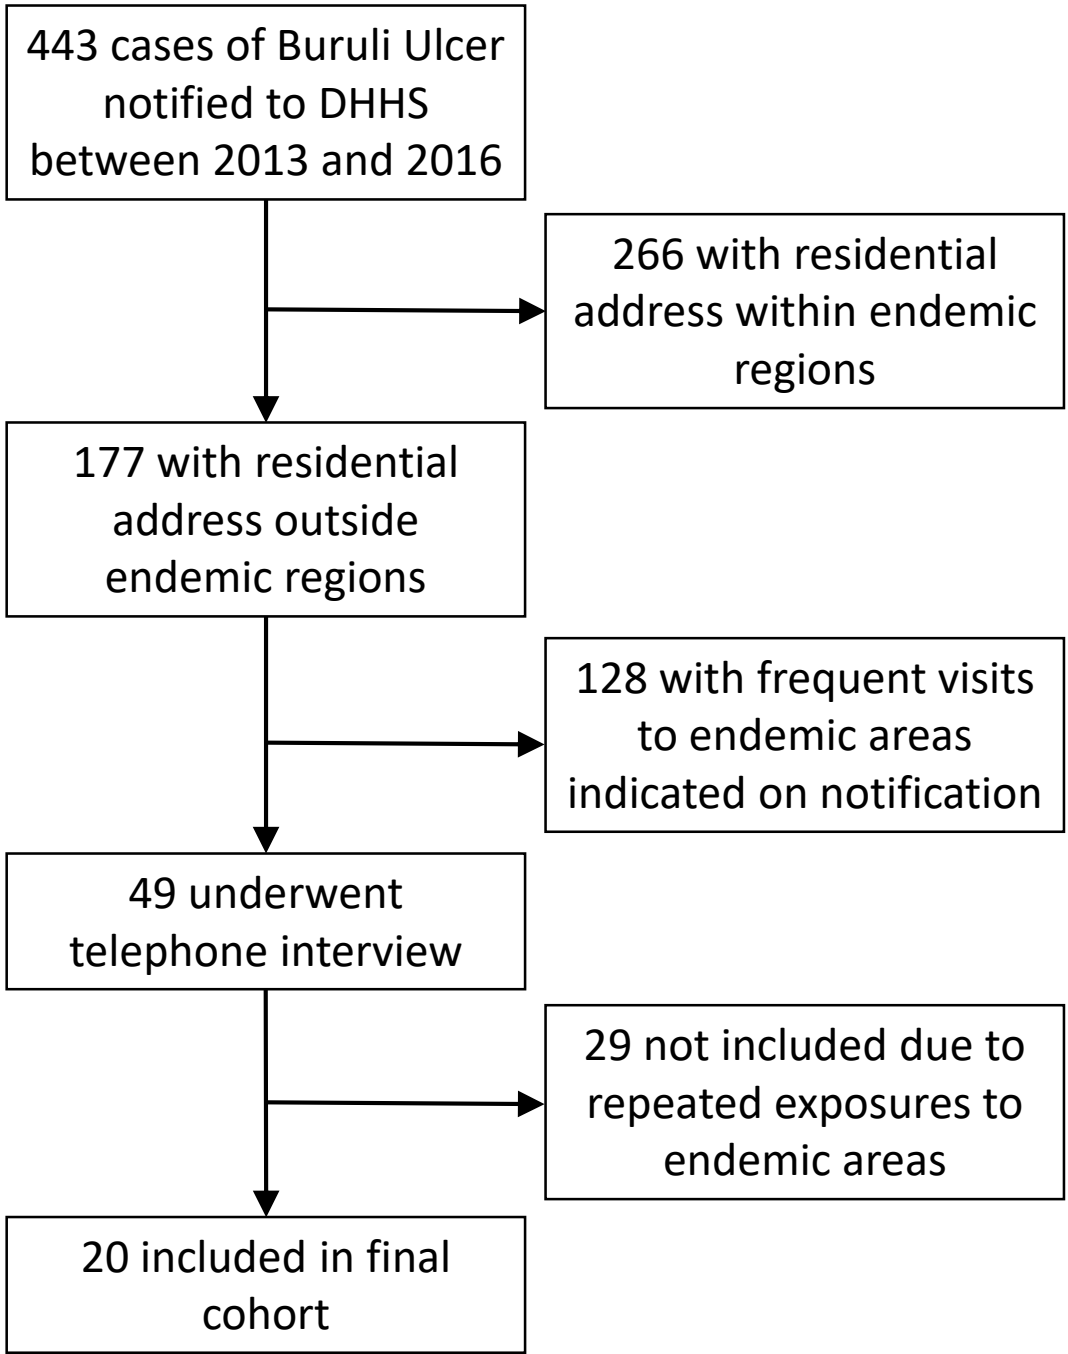 443 cases of Buruli Ulcer
notified to DHHS
between 2013 and 2016
266 with residential
address within endemic
regions
177 with residential
address outside
endemic regions
128 with frequent visits
to endemic areas
indicated on notification
49 underwent
telephone interview
29 not included due to
repeated exposures to
endemic areas
20 included in final
cohort